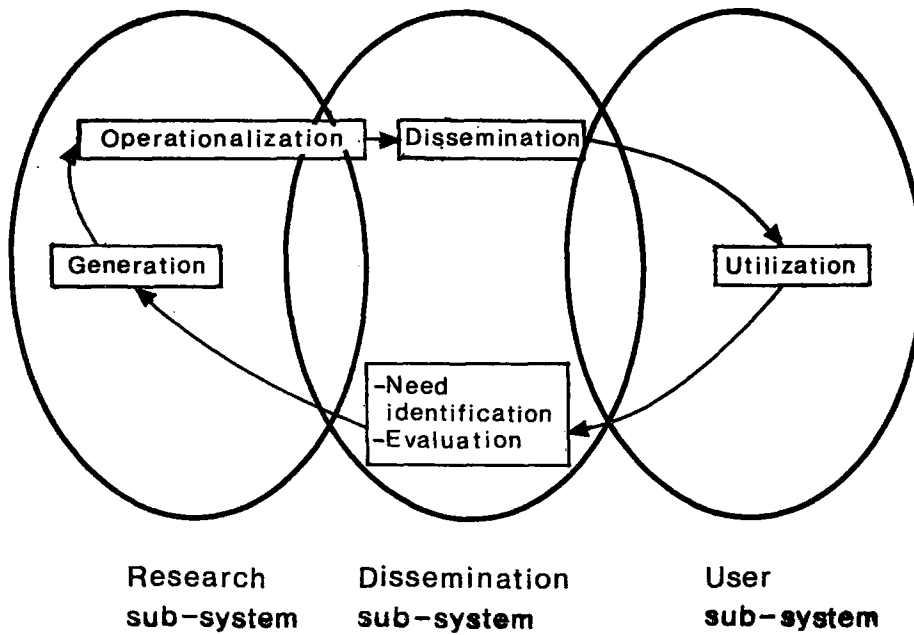 Operationalization
Dissemination
Generation
Utilization
-Need
identification
-Evaluation
Research
sub-system
Dissemination
sub-system
User
sub-system